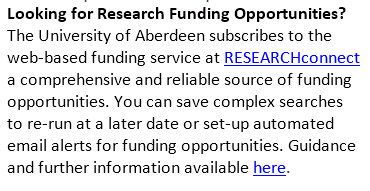 Looking for Research Funding Opportunities?
The University of Aberdeen subscribes to the
web-based funding service at RESEARCHconnect
a comprehensive and reliable source of funding
opportunities. You can save complex searches
to re-run at a later date or set-up automated
email alerts for funding opportunities. Guidance
and further information available here.